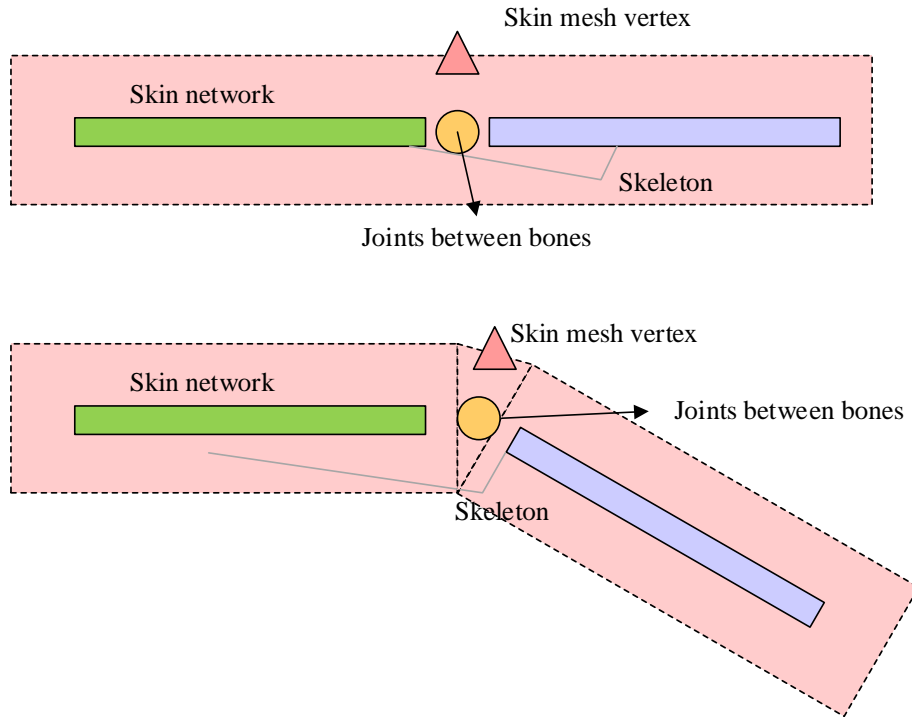 Skin mesh vertex
Skin network
Skeleton
Joints between bones
Skin mesh vertex
Skin network
Joints between bones
Skeleton